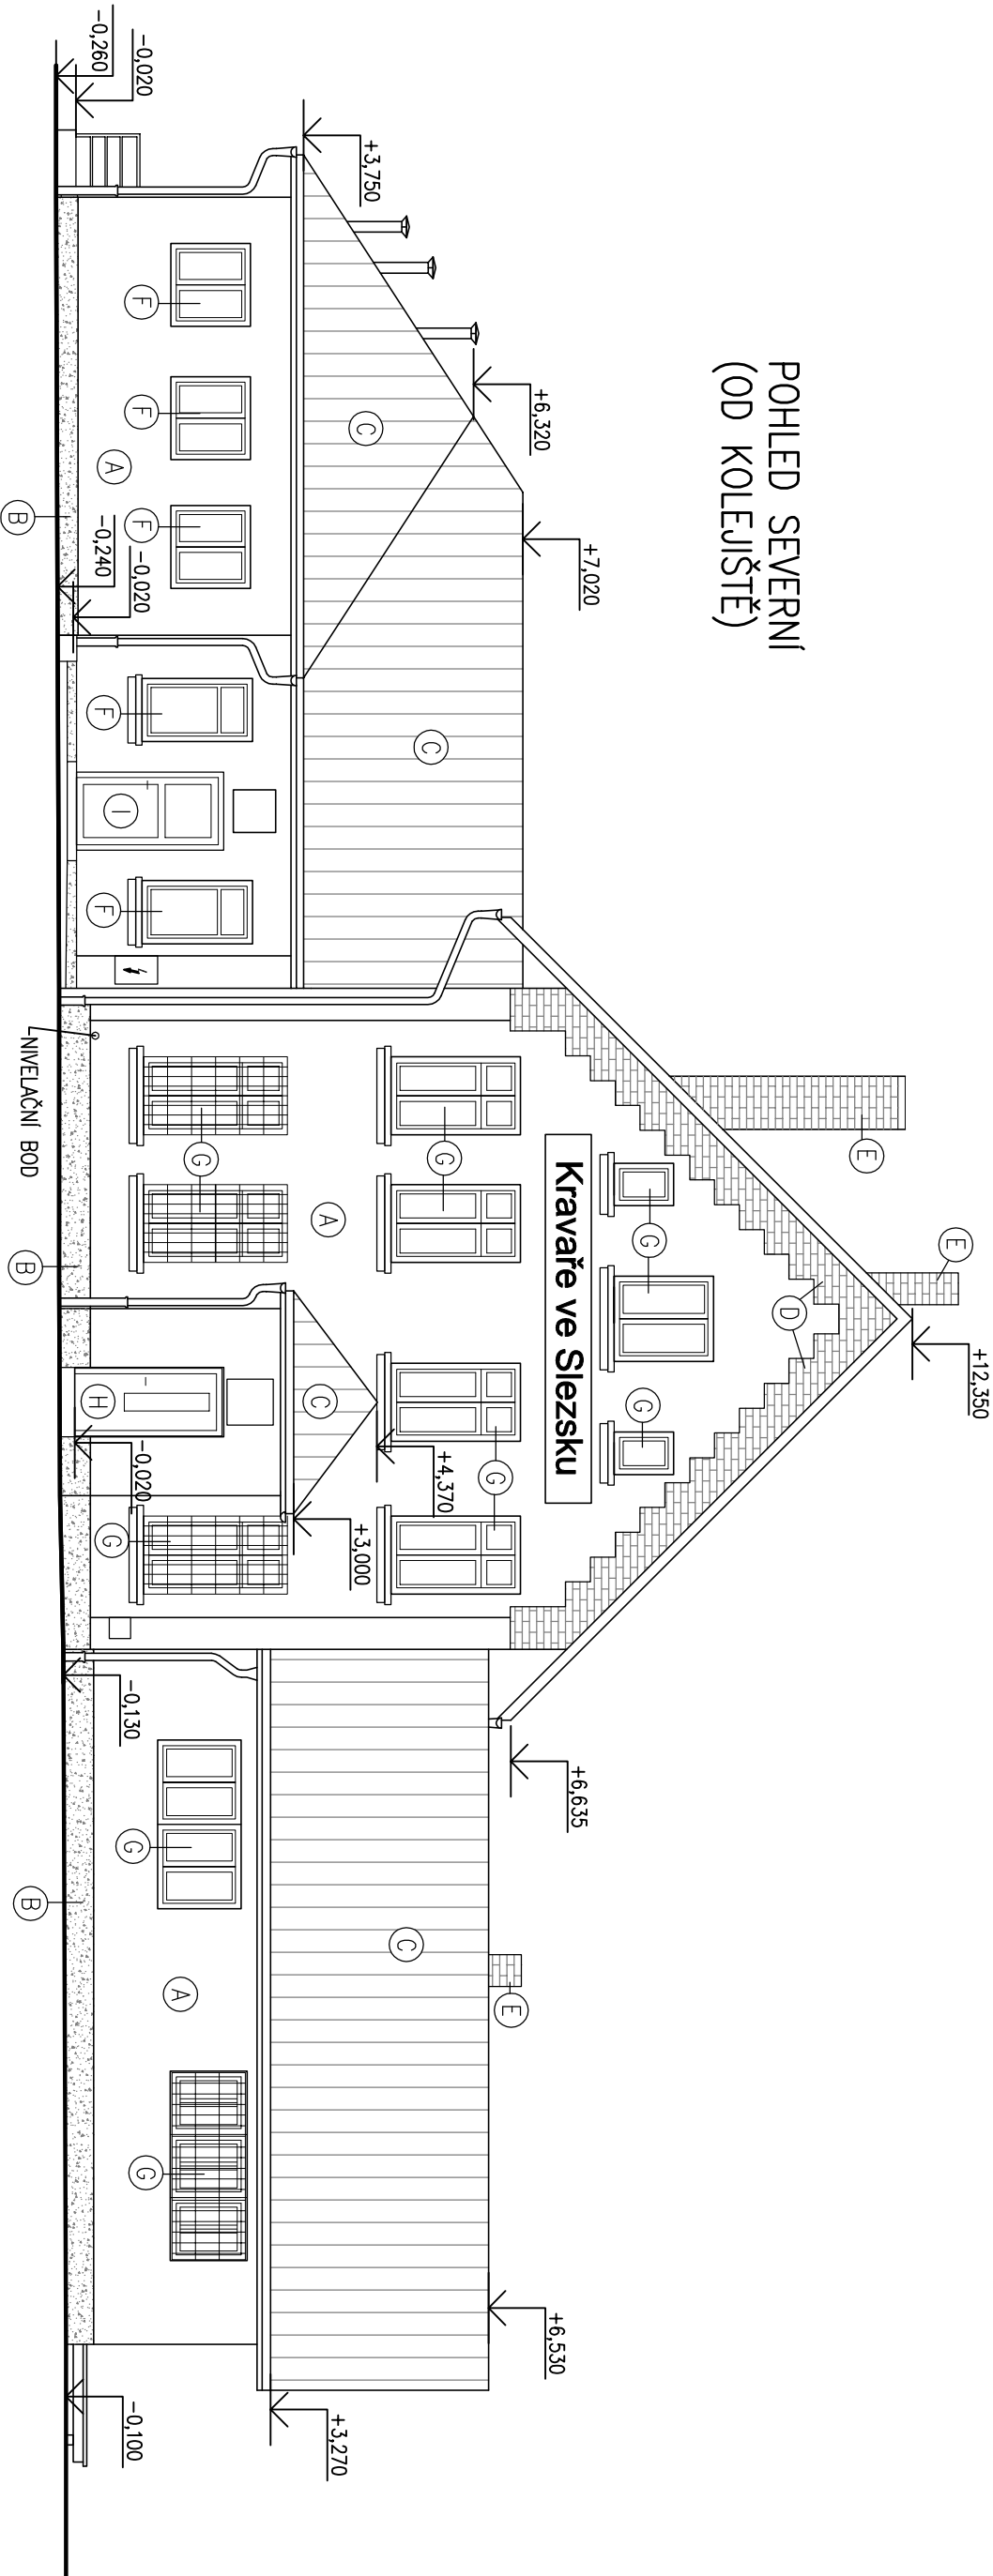 POHLED SEVERNÍ
(OD KOLEJIŠTĚ)
+12,350
E
E
D
+7,020
+6,320
+6,635
+6,530
Kravaře ve Slezsku
G
G
E
C
C
C
G
G
+4,370
+3,750
+3,000
+3,270
C
A
G
G
A
G
G
G
F
F
F
A
F
I
F
H
-0,020
-0,260
-0,020
-0,240
-0,020
-0,130
-0,100
B
NIVELAČNÍ BOD
B
B